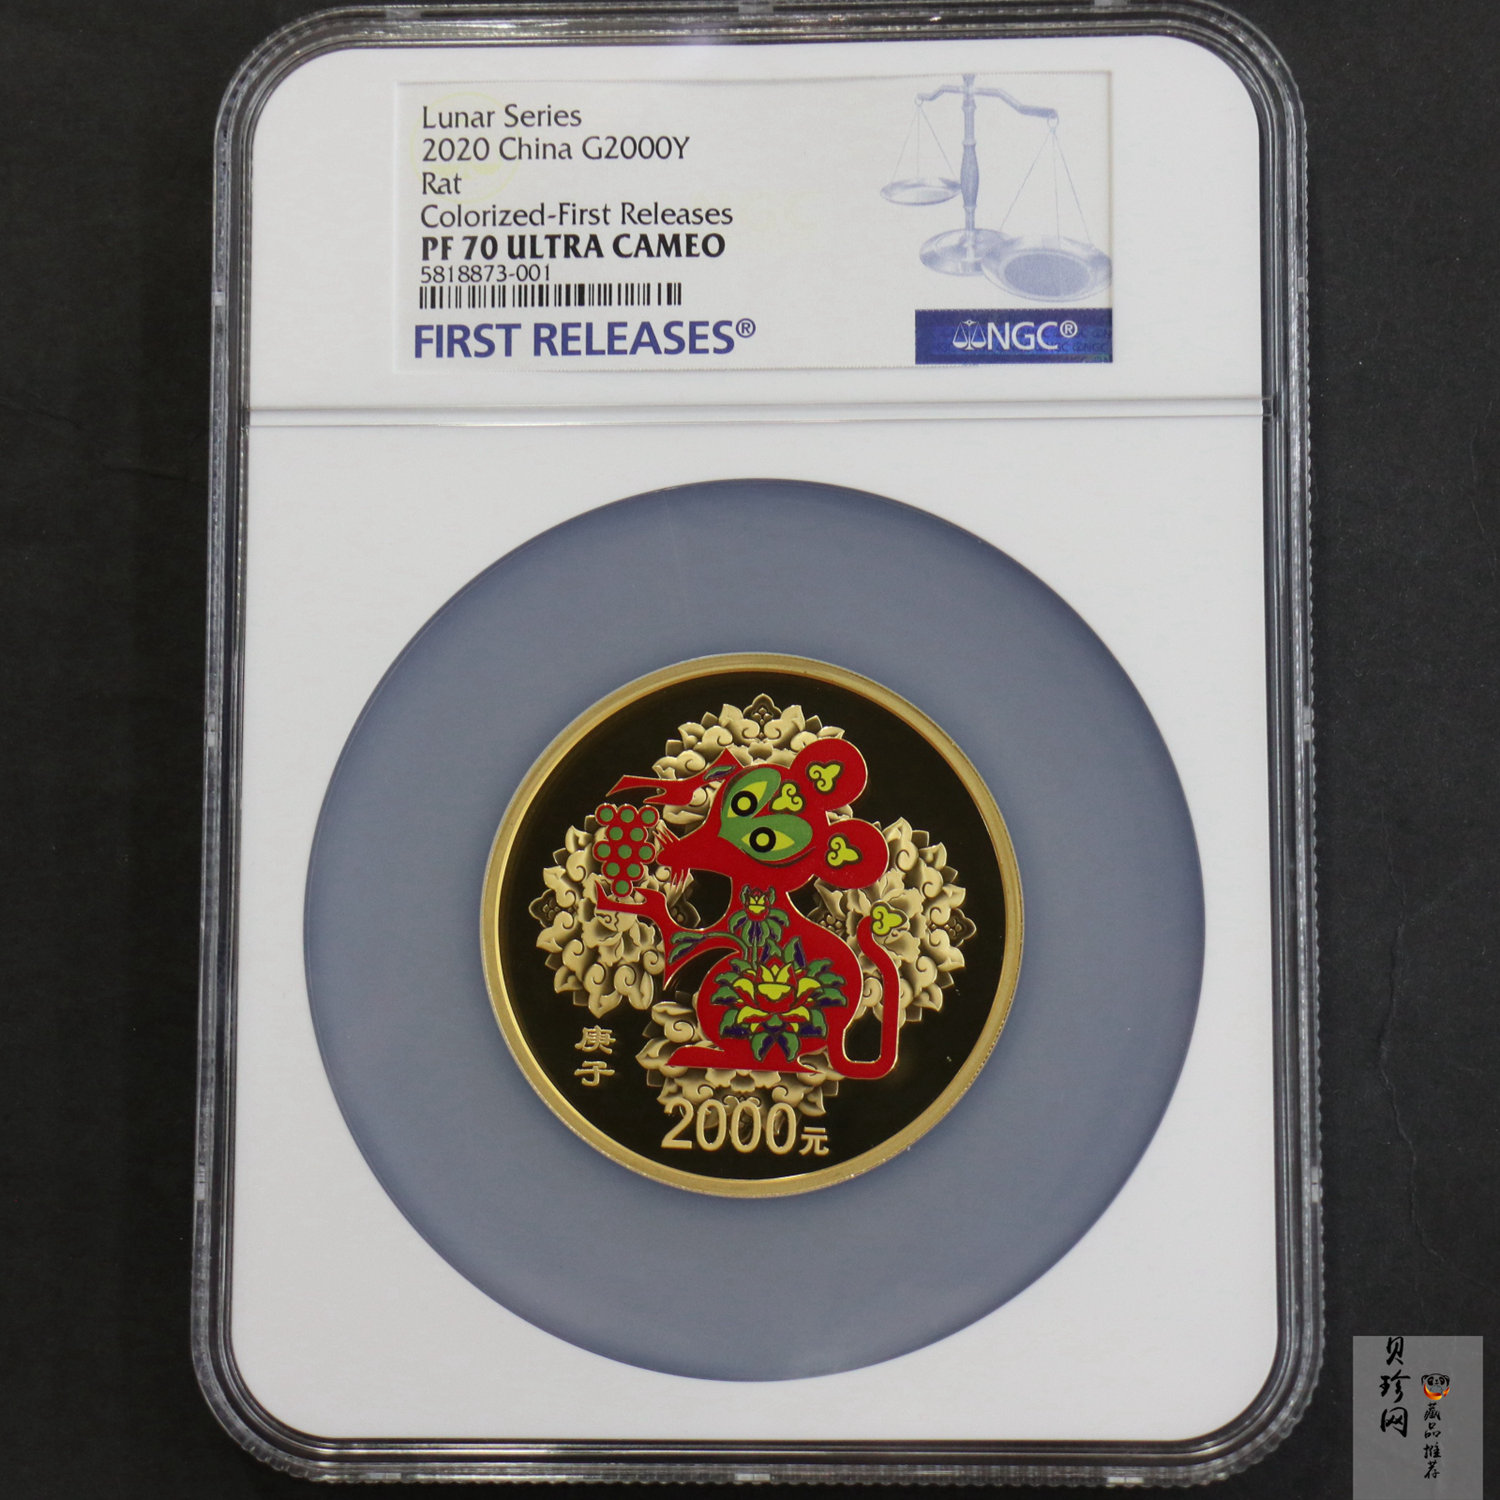 Lunar Series
2020 China G2000Y
Rat
Colorized-First Releases
PF 70 ULTRA CAMEO
5818873-001
FIRST RELEASES®
NGC®
庚子
2000元
贝珍网
藏品推荐